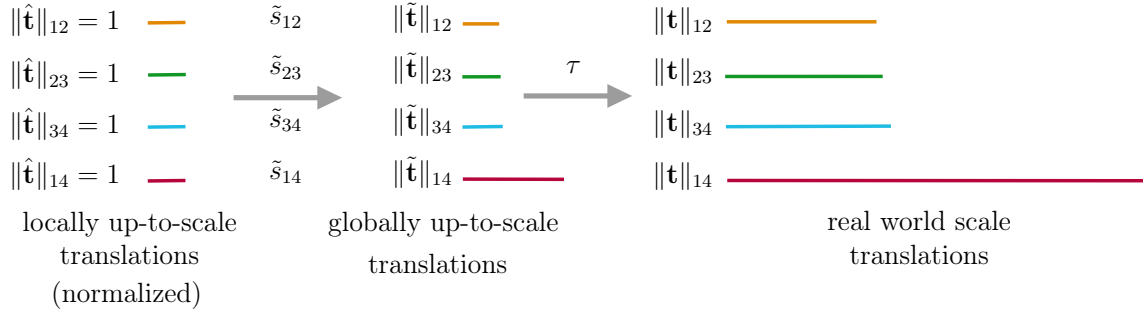 ‖t̂‖₁₂ = 1 s̃₁₂ ‖t̃‖₁₂ ‖t‖₁₂
‖t̂‖₂₃ = 1 s̃₂₃ ‖t̃‖₂₃ τ ‖t‖₂₃
‖t̂‖₃₄ = 1 s̃₃₄ ‖t̃‖₃₄ ‖t‖₃₄
‖t̂‖₁₄ = 1 s̃₁₄ ‖t̃‖₁₄ ‖t‖₁₄
locally up-to-scale
translations
(normalized)
globally up-to-scale
translations
real world scale
translations